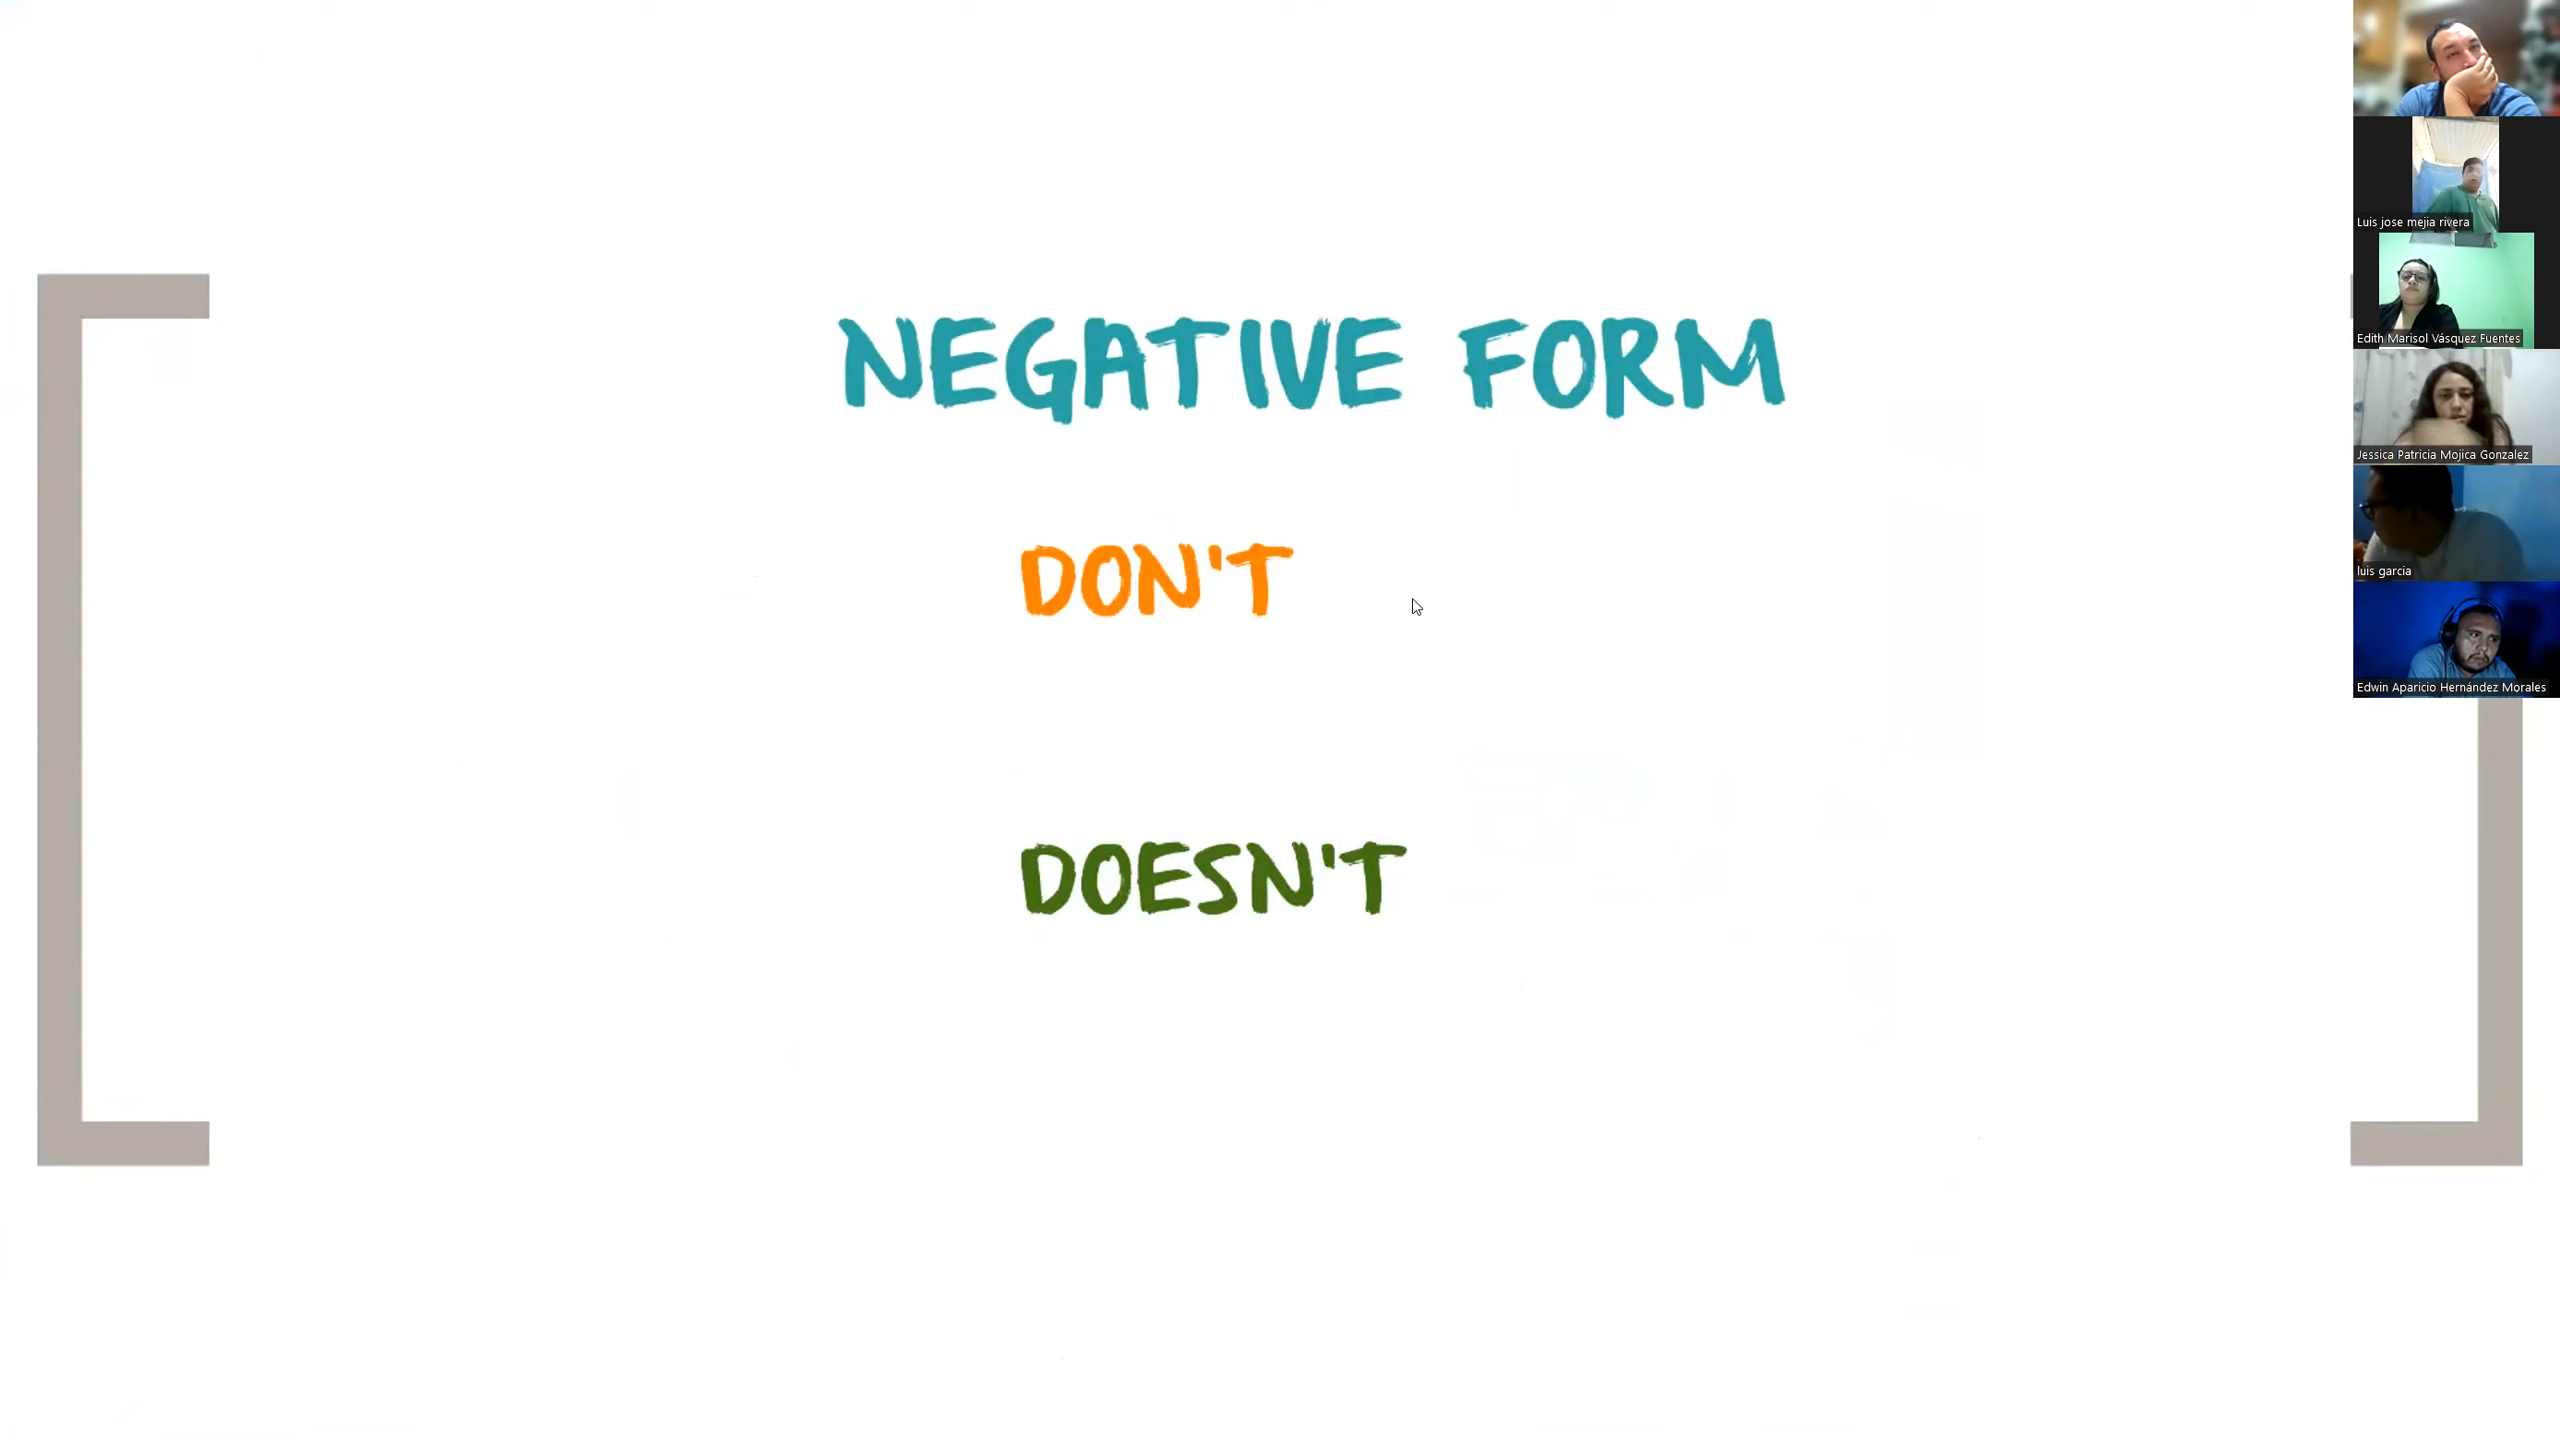 NEGATIVE FORM
DON'T
DOESN'T
Luis jose mejia rivera
Edith Marisol Vásquez Fuentes
Jessica Patricia Mojica Gonzalez
luis garcia
Edwin Aparicio Hernández Morales